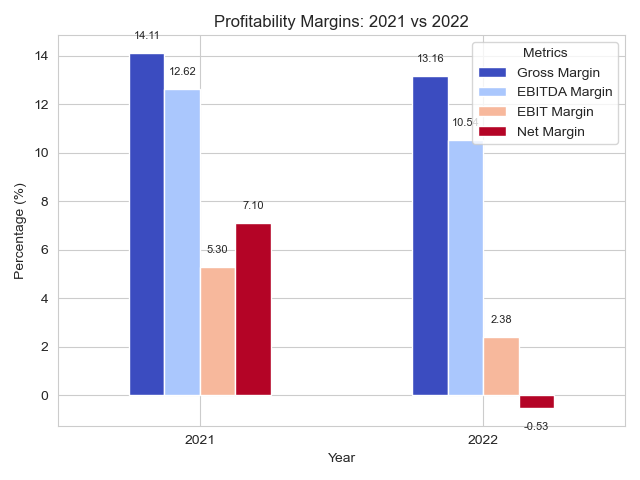 Profitability Margins: 2021 vs 2022
14.11
12.62
5.30
7.10
13.16
2.38
-0.53
Metrics
Gross Margin
EBITDA Margin
EBIT Margin
Net Margin
14
12
10
8
6
4
2
0
Percentage (%)
2021
2022
Year